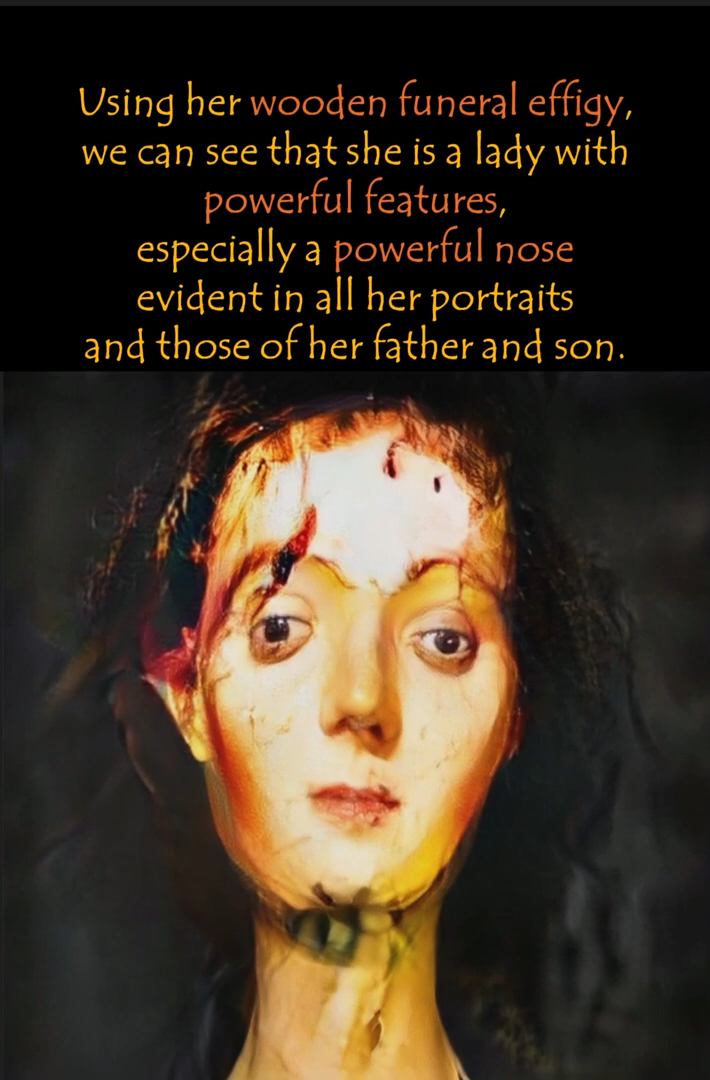 Using her wooden funeral effigy,
we can see that she is a lady with
powerful features,
especially a powerful nose
evident in all her portraits
and those of her father and son.